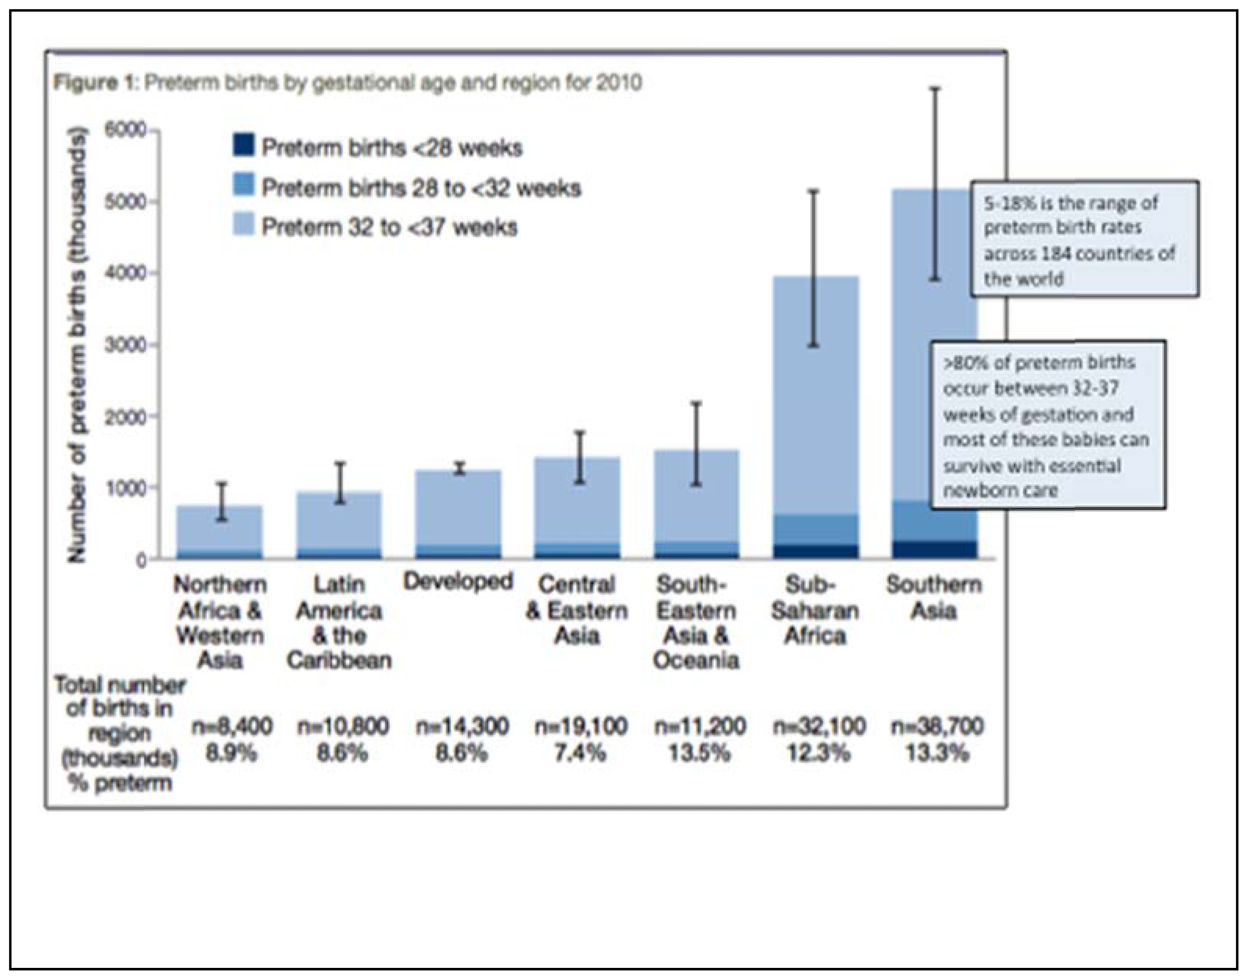 Figure 1: Preterm births by gestational age and region for 2010
Number of preterm births (thousands)
6000
5000
4000
3000
2000
1000
0
Preterm births <28 weeks
Preterm births 28 to <32 weeks
Preterm 32 to <37 weeks
5-18% is the range of
preterm birth rates
across 184 countries of
the world
>80% of preterm births
occur between 32-37
weeks of gestation and
most of these babies can
survive with essential
newborn care
Northern
Africa &
Western
Asia
Latin
America
& the
Caribbean
Developed
Central
& Eastern
Asia
South-
Eastern
Asia &
Oceania
Sub-
Saharan
Africa
Southern
Asia
Total number
of births in
region
(thousands)
% preterm
n=8,400 n=10,800 n=14,300 n=19,100 n=11,200 n=32,100 n=38,700
8.9% 8.6% 8.6% 7.4% 13.5% 12.3% 13.3%